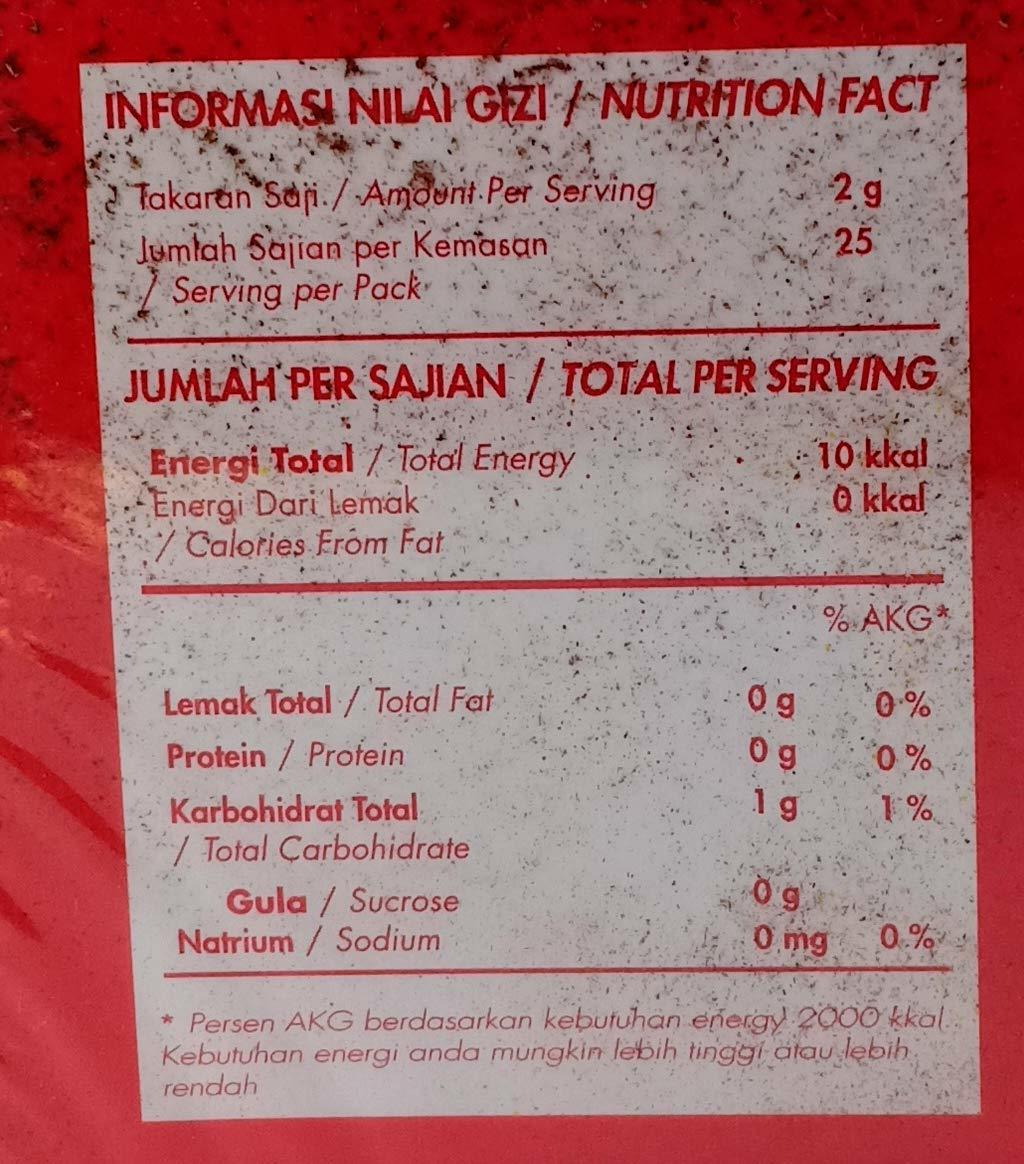 INFORMASI NILAI GIZI / NUTRITION FACT
Takaran Saji / Amount Per Serving 2 g
Jumlah Sajian per Kemasan 25
/ Serving per Pack
JUMLAH PER SAJIAN / TOTAL PER SERVING
Energi Total / Total Energy 10 kkal
Energi Dari Lemak 0 kkal
/ Calories From Fat
% AKG*
Lemak Total / Total Fat 0 g 0 %
Protein / Protein 0 g 0 %
Karbohidrat Total 1 g 1 %
/ Total Carbohidrate
Gula / Sucrose 0 g
Natrium / Sodium 0 mg 0 %
* Persen AKG berdasarkan kebutuhan energy 2000 kkal.
Kebutuhan energi anda mungkin lebih tinggi atau lebih
rendah